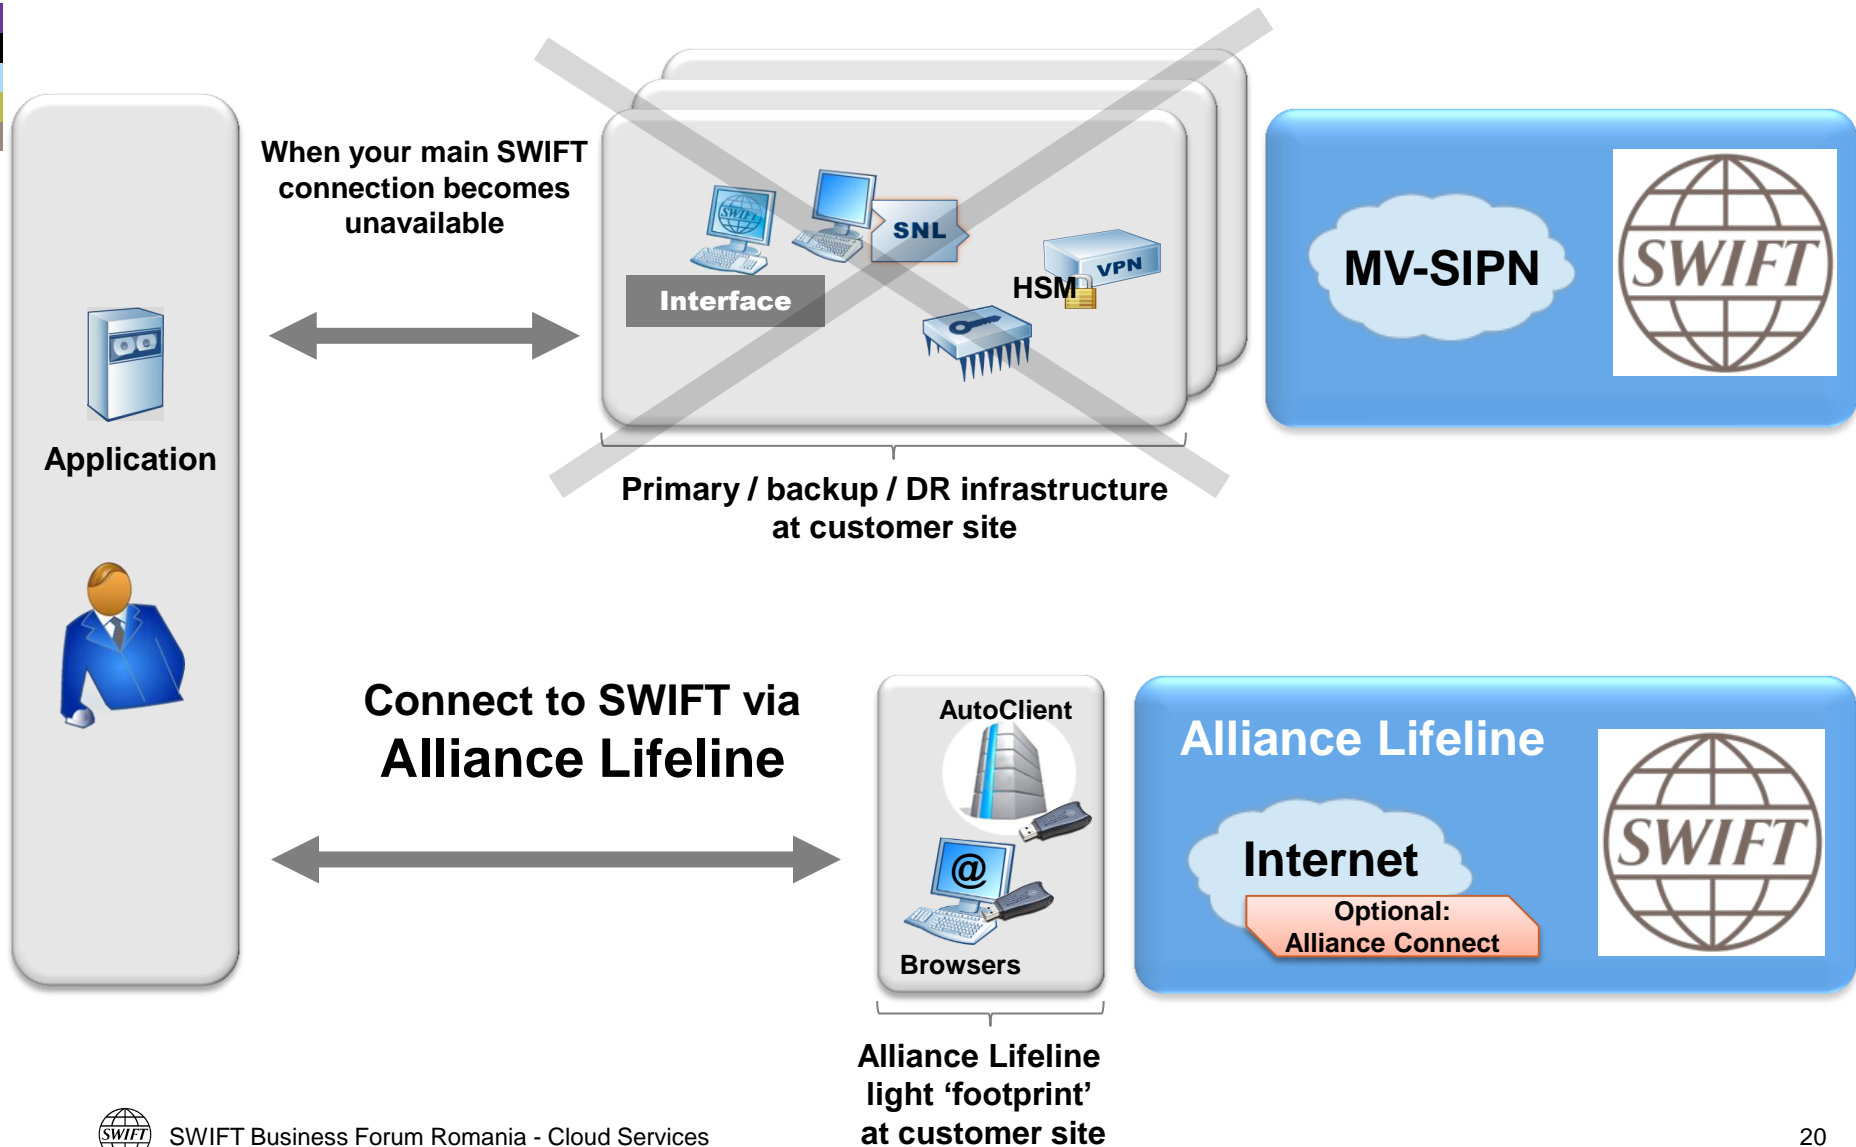 When your main SWIFT
connection becomes
unavailable
SWIFT
SNL
Interface
HSM
VPN
MV-SIPN
SWIFT
Application
Primary / backup / DR infrastructure
at customer site
Connect to SWIFT via
Alliance Lifeline
AutoClient
@
Browsers
Alliance Lifeline
Internet
Optional:
Alliance Connect
SWIFT
Alliance Lifeline
light ‘footprint’
at customer site
SWIFT
SWIFT Business Forum Romania - Cloud Services
20